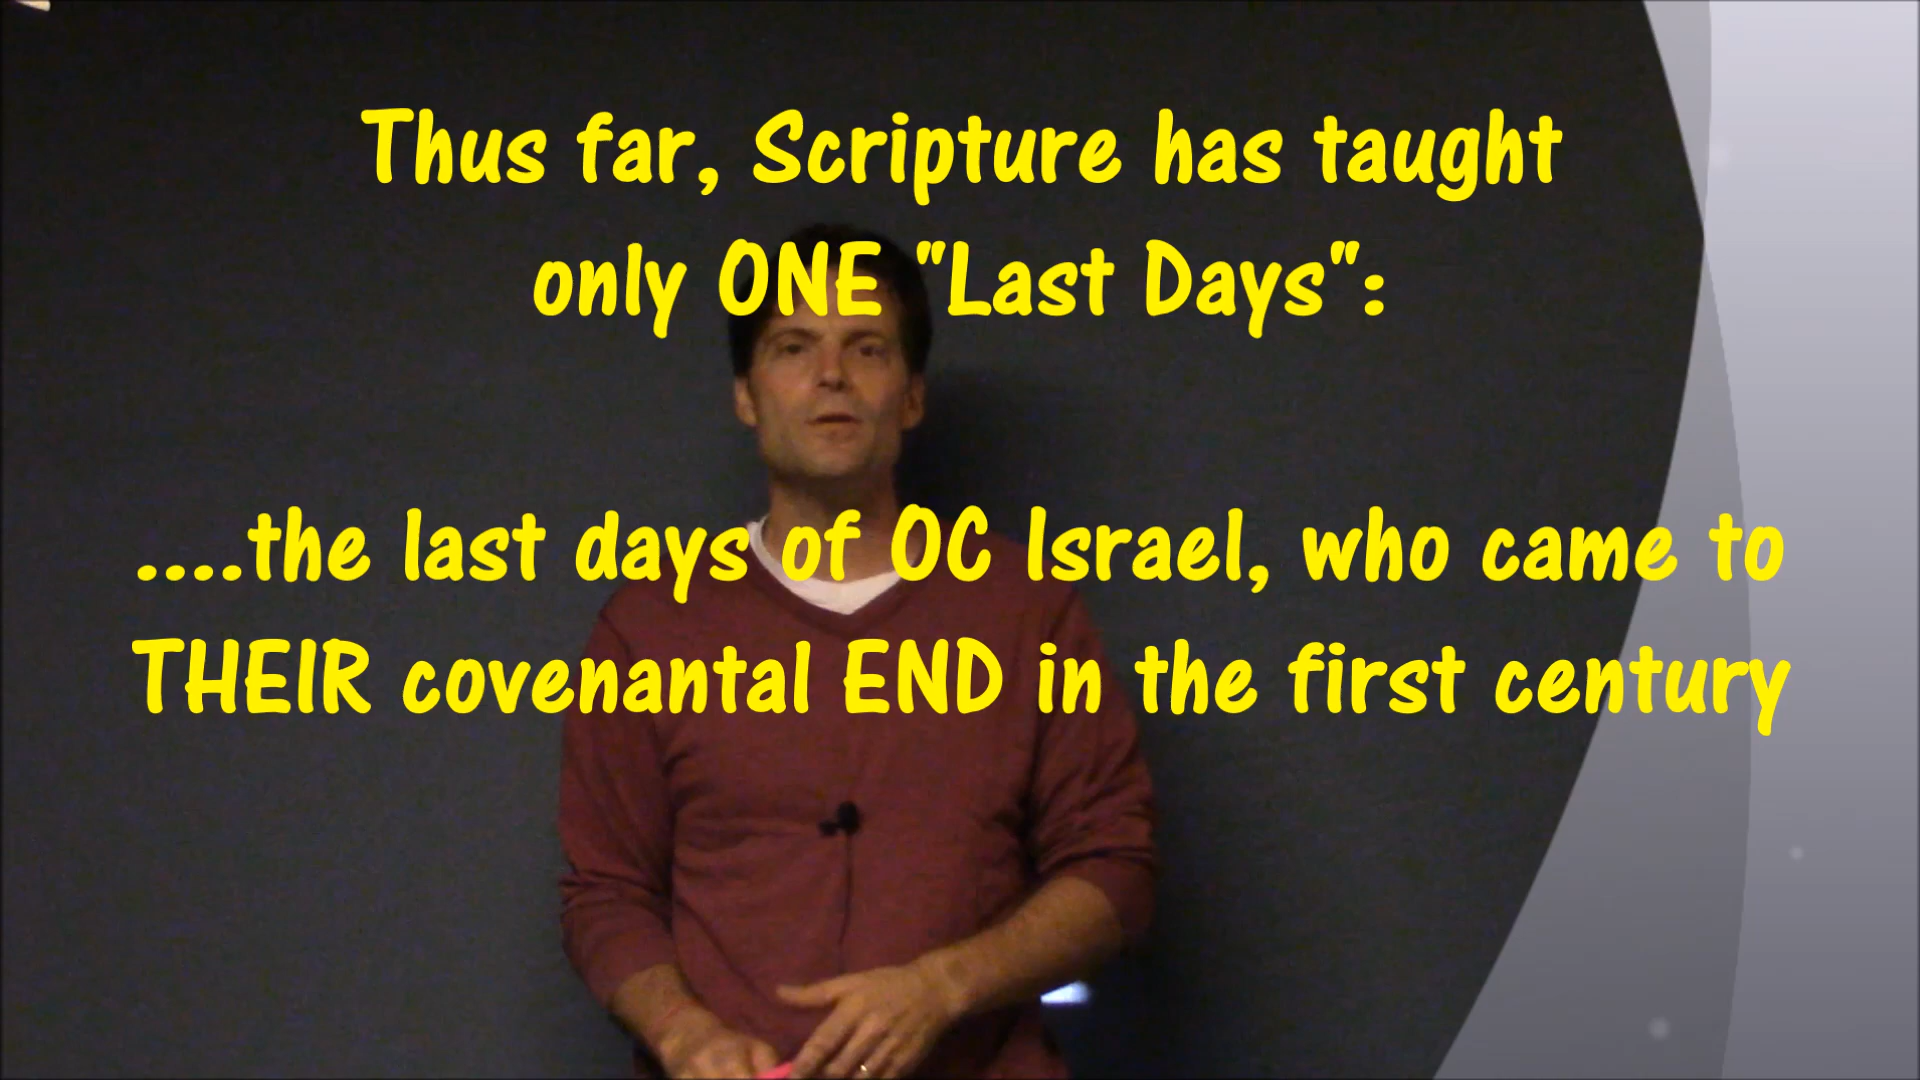 Thus far, Scripture has taught
only ONE "Last Days":
....the last days of OC Israel, who came to
THEIR covenantal END in the first century